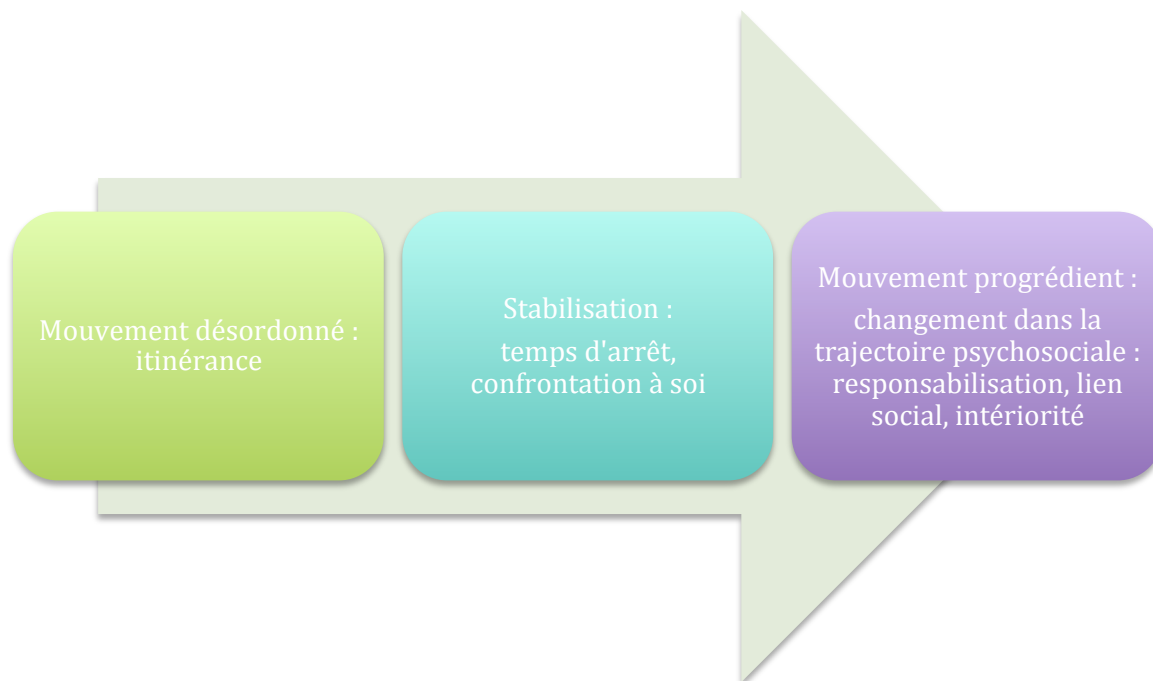 Mouvement désordonné :
itinérance
Stabilisation :
temps d'arrêt,
confrontation à soi
Mouvement progrédient :
changement dans la
trajectoire psychosociale :
responsabilisation, lien
social, intériorité